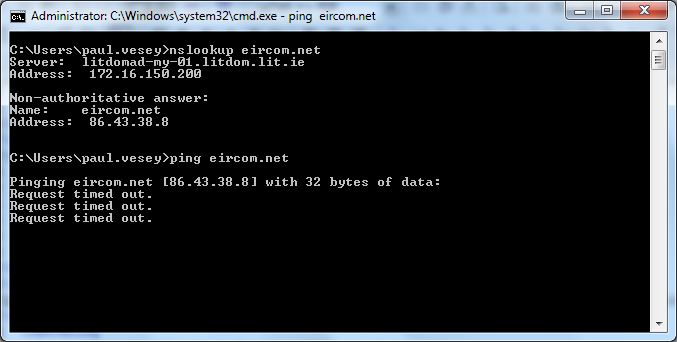 Administrator: C:\Windows\system32\cmd.exe - ping  eircom.net
C:\Users\paul.vesey>nslookup eircom.net
Server:  litdomad-my-01.litdom.lit.ie
Address:  172.16.150.200
Non-authoritative answer:
Name:    eircom.net
Address:  86.43.38.8
C:\Users\paul.vesey>ping eircom.net
Pinging eircom.net [86.43.38.8] with 32 bytes of data:
Request timed out.
Request timed out.
Request timed out.